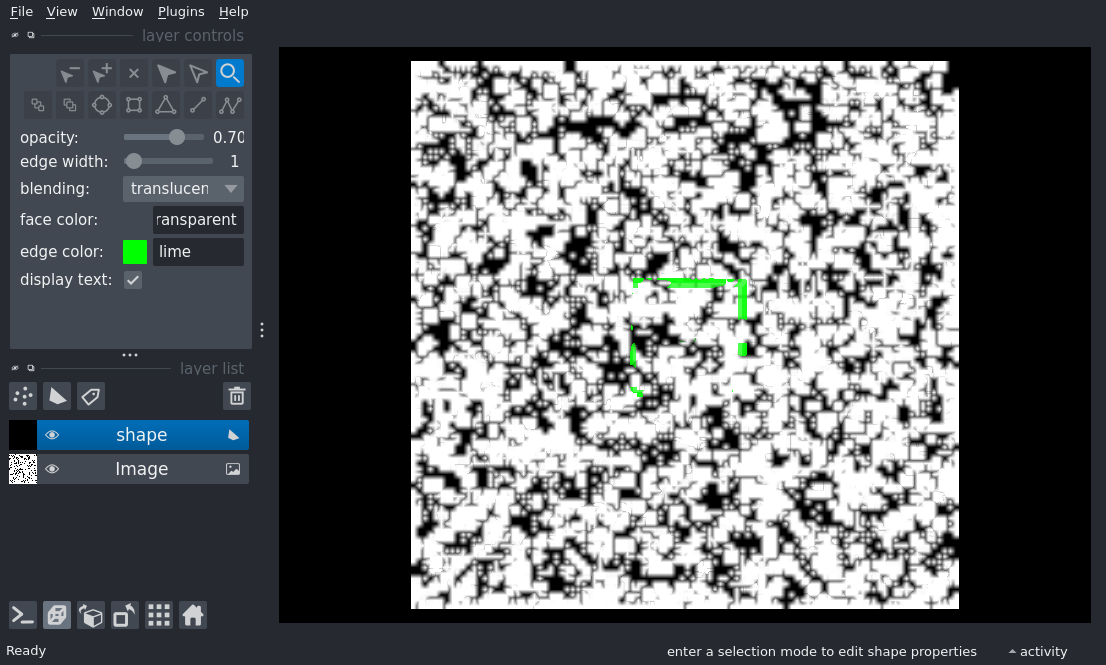 File View Window Plugins Help
layer controls
opacity: 0.70
edge width: 1
blending: translucen
face color: ransparent
edge color: lime
display text:
layer list
shape
Image
Ready
enter a selection mode to edit shape properties
activity